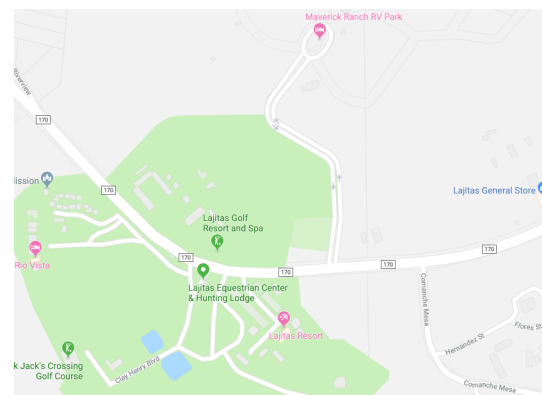 Maverick Ranch RV Park
Riverview
170
lission
170
Lajitas General Store
Lajitas Golf
Resort and Spa
170
170
Rio Vista
170
Lajitas Equestrian Center
& Hunting Lodge
Comanche Mesa
Lajitas Resort
Flores St
Hernandez St
k Jack's Crossing
Golf Course
Clay Henry Blvd
Comanche Mesa